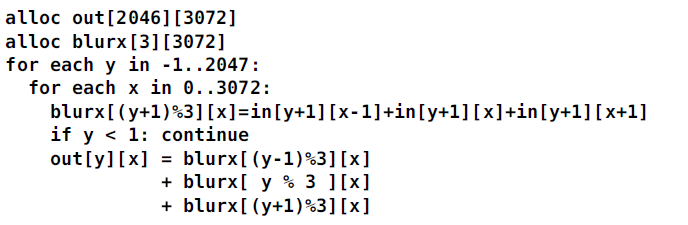 alloc out[2046][3072]
alloc blurx[3][3072]
for each y in -1..2047:
  for each x in 0..3072:
    blurx[(y+1)%3][x]=in[y+1][x-1]+in[y+1][x]+in[y+1][x+1]
    if y < 1: continue
    out[y][x] = blurx[(y-1)%3][x]
              + blurx[ y % 3 ][x]
              + blurx[(y+1)%3][x]